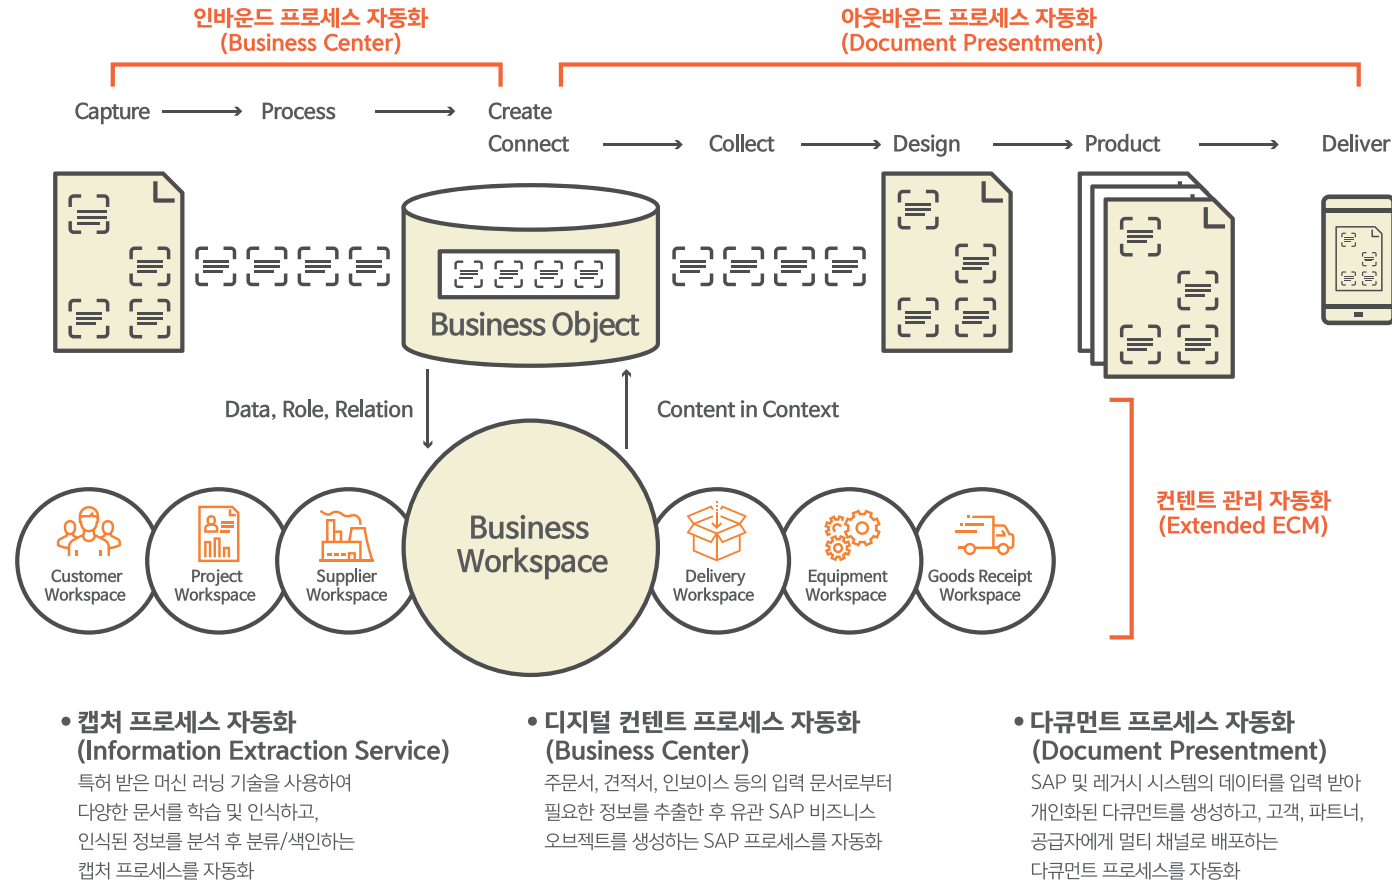 인바운드 프로세스 자동화
(Business Center)
아웃바운드 프로세스 자동화
(Document Presentment)
Capture
Process
Create
Connect
Collect
Design
Product
Deliver
Business Object
Data, Role, Relation
Content in Context
컨텐트 관리 자동화
(Extended ECM)
Customer
Workspace
Project
Workspace
Supplier
Workspace
Business
Workspace
Delivery
Workspace
Equipment
Workspace
Goods Receipt
Workspace
• 캡처 프로세스 자동화
(Information Extraction Service)
특허 받은 머신 러닝 기술을 사용하여
다양한 문서를 학습 및 인식하고,
인식된 정보를 분석 후 분류/색인하는
캡처 프로세스를 자동화
• 디지털 컨텐트 프로세스 자동화
(Business Center)
주문서, 견적서, 인보이스 등의 입력 문서로부터
필요한 정보를 추출한 후 유관 SAP 비즈니스
오브젝트를 생성하는 SAP 프로세스를 자동화
• 다큐먼트 프로세스 자동화
(Document Presentment)
SAP 및 레거시 시스템의 데이터를 입력 받아
개인화된 다큐먼트를 생성하고, 고객, 파트너,
공급자에게 멀티 채널로 배포하는
다큐먼트 프로세스를 자동화